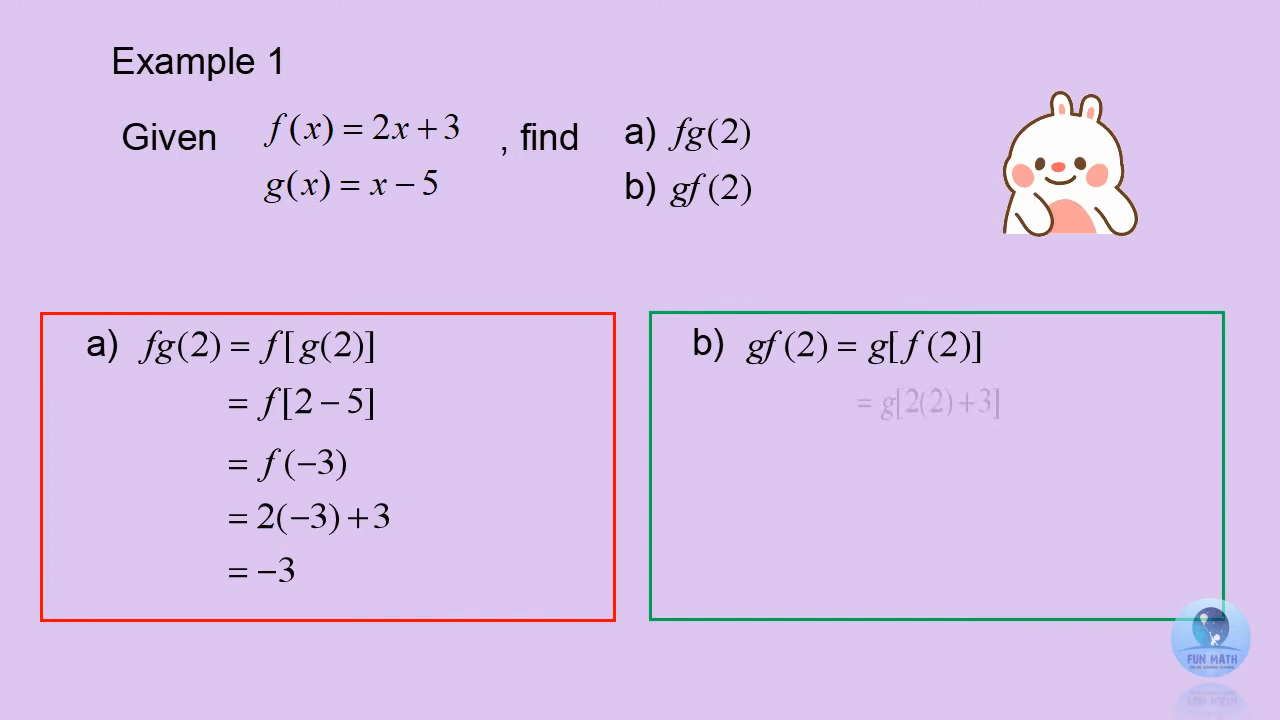 Example 1
Given f(x) = 2x + 3 , find a) fg(2)
g(x) = x − 5 b) gf(2)
a) fg(2) = f[g(2)]
= f[2 − 5]
= f(−3)
= 2(−3) + 3
= −3
b) gf(2) = g[f(2)]
= g[2(2) + 3]
FUN MATH